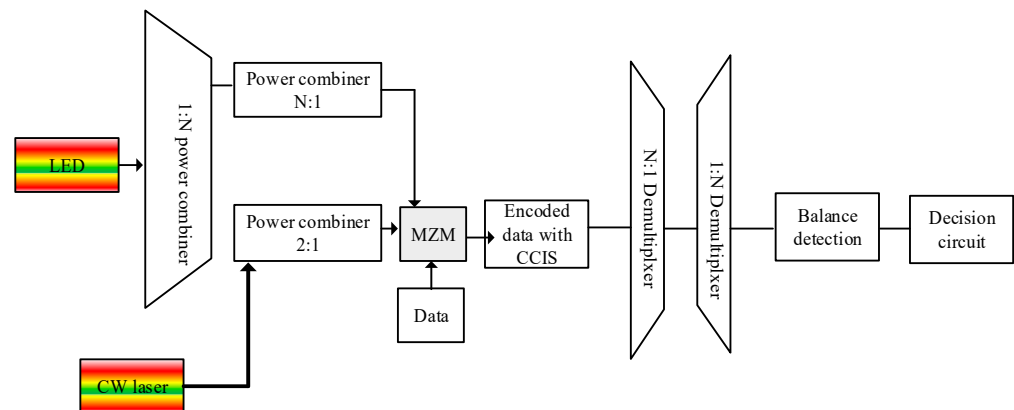 LED
1:N power combiner
Power combiner
N:1
Power combiner
2:1
CW laser
MZM
Data
Encoded
data with
CCIS
N:1 Demultiplxer
1:N Demultiplxer
Balance
detection
Decision
circuit